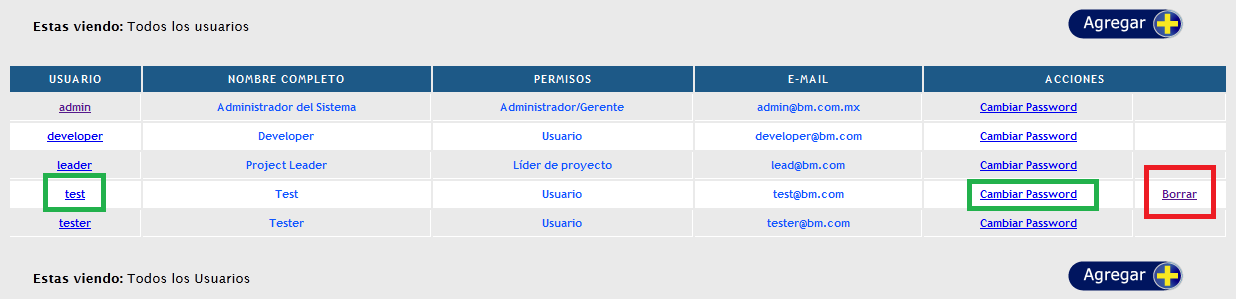 Estas viendo: Todos los usuarios
Agregar
USUARIO NOMBRE COMPLETO PERMISOS E-MAIL ACCIONES
admin Administrador del Sistema Administrador/Gerente admin@bm.com.mx Cambiar Password
developer Developer Usuario developer@bm.com Cambiar Password
leader Project Leader Líder de proyecto lead@bm.com Cambiar Password
test Test Usuario test@bm.com Cambiar Password Borrar
tester Tester Usuario tester@bm.com Cambiar Password
Estas viendo: Todos los Usuarios
Agregar